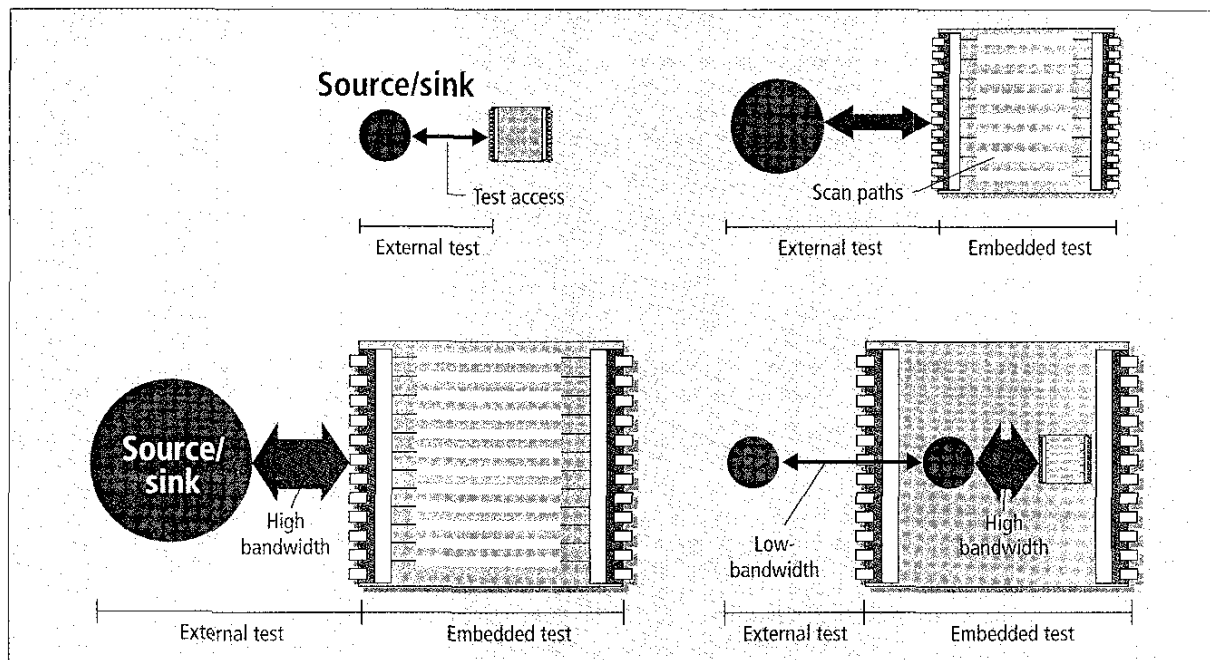 Source/sink
Test access
External test
Scan paths
External test
Embedded test
Source/
sink
High
bandwidth
External test
Embedded test
Low-
bandwidth
High
bandwidth
External test
Embedded test